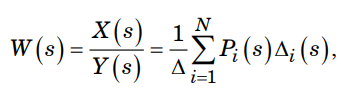 W(s) = X(s)/Y(s) = 1/Δ ∑_{i=1}^{N} P_i(s)Δ_i(s),